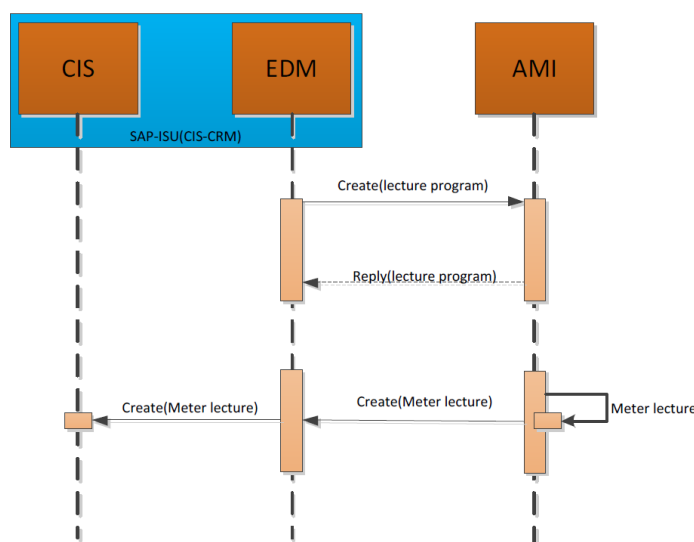 CIS
EDM
AMI
SAP-ISU(CIS-CRM)
Create(lecture program)
Reply(lecture program)
Create(Meter lecture)
Create(Meter lecture)
Meter lecture